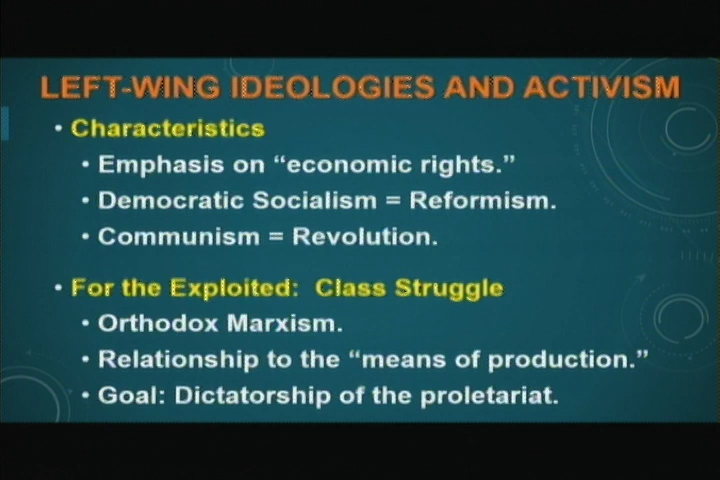 LEFT-WING IDEOLOGIES AND ACTIVISM
• Characteristics
• Emphasis on “economic rights.”
• Democratic Socialism = Reformism.
• Communism = Revolution.
• For the Exploited:  Class Struggle
• Orthodox Marxism.
• Relationship to the “means of production.”
• Goal: Dictatorship of the proletariat.